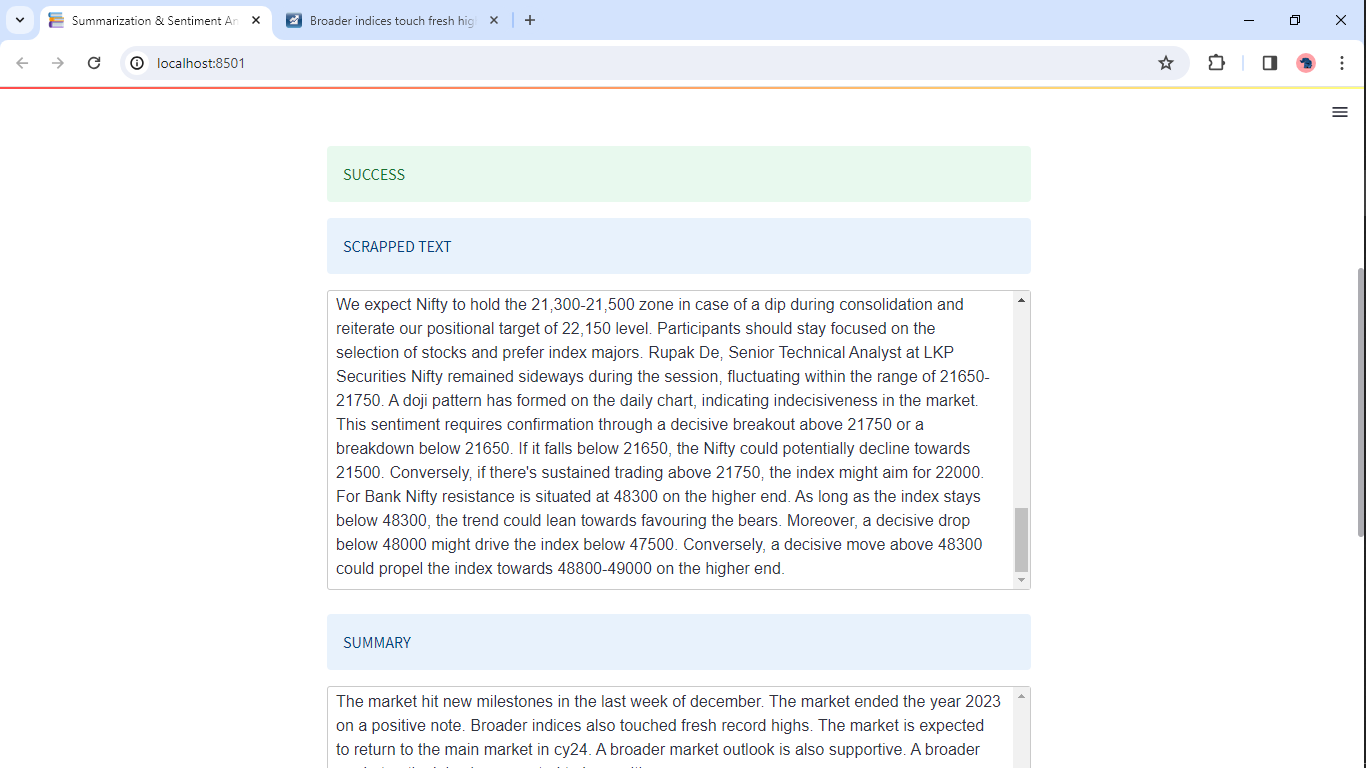 Summarization & Sentiment An
Broader indices touch fresh hig
localhost:8501
SUCCESS
SCRAPPED TEXT
We expect Nifty to hold the 21,300-21,500 zone in case of a dip during consolidation and
reiterate our positional target of 22,150 level. Participants should stay focused on the
selection of stocks and prefer index majors. Rupak De, Senior Technical Analyst at LKP
Securities Nifty remained sideways during the session, fluctuating within the range of 21650-
21750. A doji pattern has formed on the daily chart, indicating indecisiveness in the market.
This sentiment requires confirmation through a decisive breakout above 21750 or a
breakdown below 21650. If it falls below 21650, the Nifty could potentially decline towards
21500. Conversely, if there's sustained trading above 21750, the index might aim for 22000.
For Bank Nifty resistance is situated at 48300 on the higher end. As long as the index stays
below 48300, the trend could lean towards favouring the bears. Moreover, a decisive drop
below 48000 might drive the index below 47500. Conversely, a decisive move above 48300
could propel the index towards 48800-49000 on the higher end.
SUMMARY
The market hit new milestones in the last week of december. The market ended the year 2023
on a positive note. Broader indices also touched fresh record highs. The market is expected
to return to the main market in cy24. A broader market outlook is also supportive. A broader